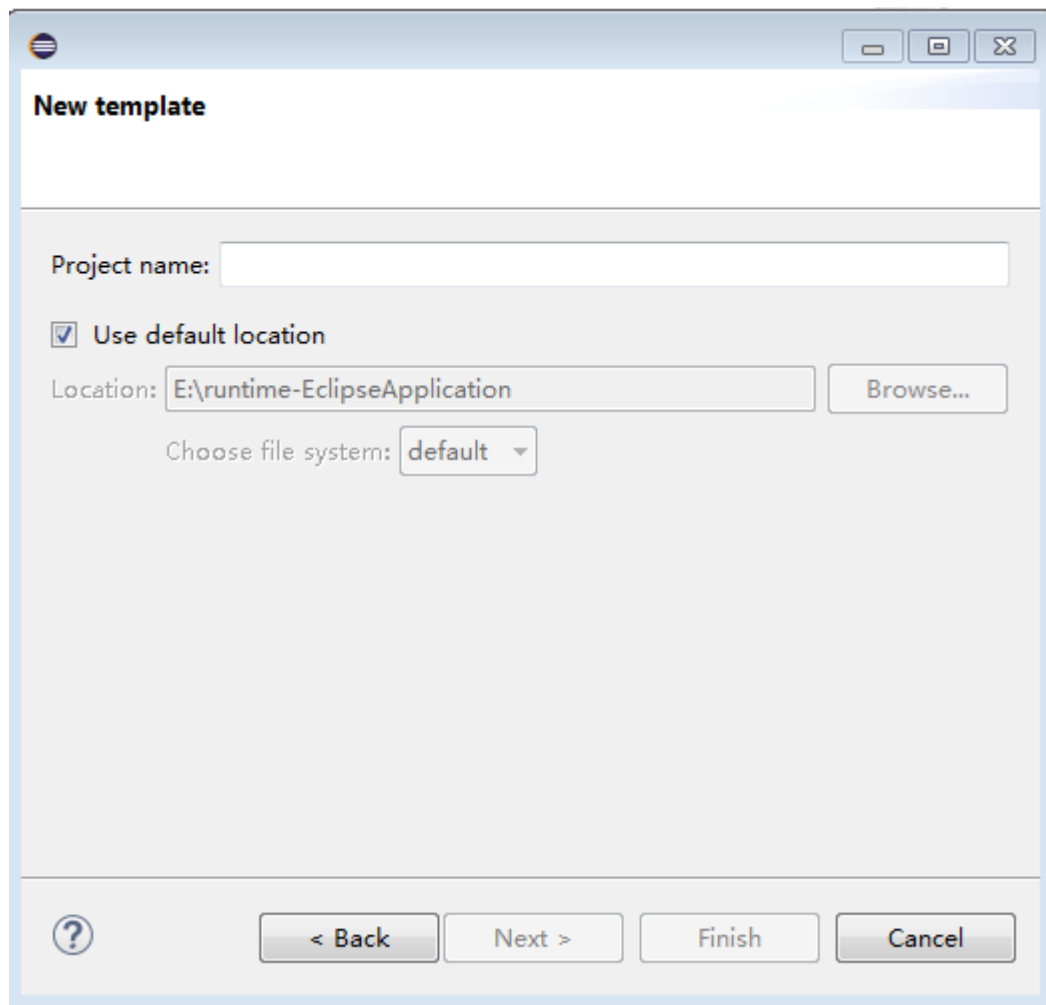 New template
Project name:
Use default location
Location: E:\runtime-EclipseApplication Browse...
Choose file system: default
? < Back Next > Finish Cancel